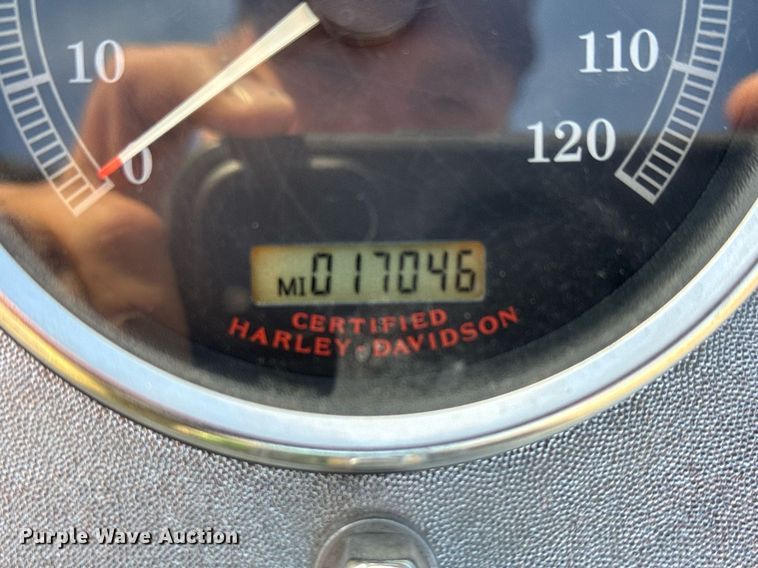 10
110
0
120
MI 017046
CERTIFIED
HARLEY-DAVIDSON
Purple Wave Auction